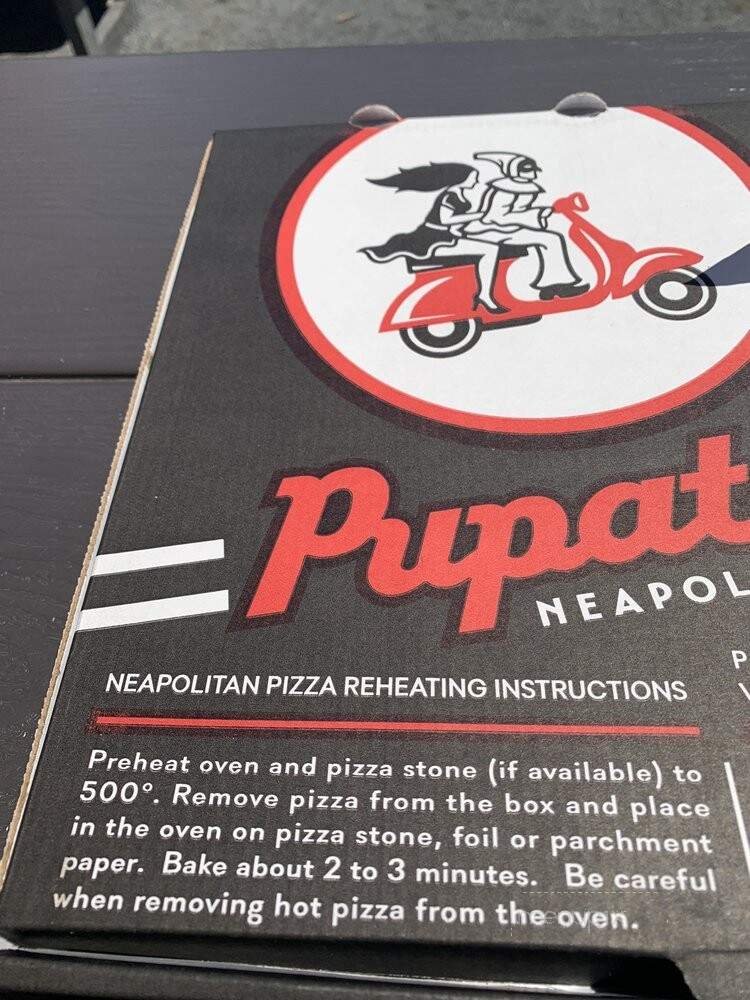 Pupat
NEAPOL
NEAPOLITAN PIZZA REHEATING INSTRUCTIONS
P
Preheat oven and pizza stone (if available) to
500°. Remove pizza from the box and place
in the oven on pizza stone, foil or parchment
paper. Bake about 2 to 3 minutes. Be careful
when removing hot pizza from the oven.